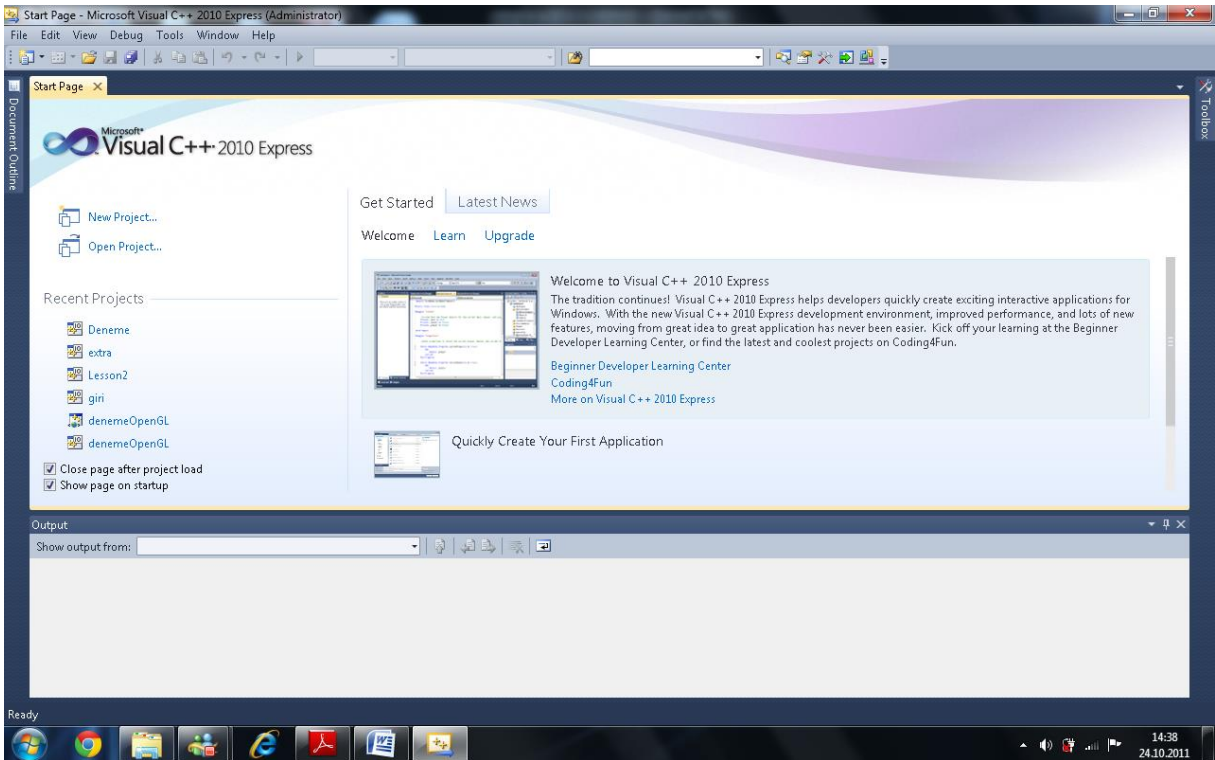 Start Page - Microsoft Visual C++ 2010 Express (Administrator)
File Edit View Debug Tools Window Help
Start Page
Document Outline
Toolbox
Microsoft®
Visual C++ 2010 Express
New Project...
Open Project...
Recent Projects
Deneme
extra
Lesson2
giri
denemeOpenGL
denemeOpenGL
Close page after project load
Show page on startup
Get Started Latest News
Welcome Learn Upgrade
Welcome to Visual C++ 2010 Express
The tradition continues! Visual C++ 2010 Express helps developers quickly create exciting interactive applications for
Windows. With the new Visual C++ 2010 Express development environment, improved performance, and lots of new
features, moving from great idea to great application has never been easier. Kick off your learning at the Beginner
Developer Learning Center, or find the latest and coolest projects on Coding4Fun.
Beginner Developer Learning Center
Coding4Fun
More on Visual C++ 2010 Express
Quickly Create Your First Application
Output
Show output from:
Ready
14:38
24.10.2011